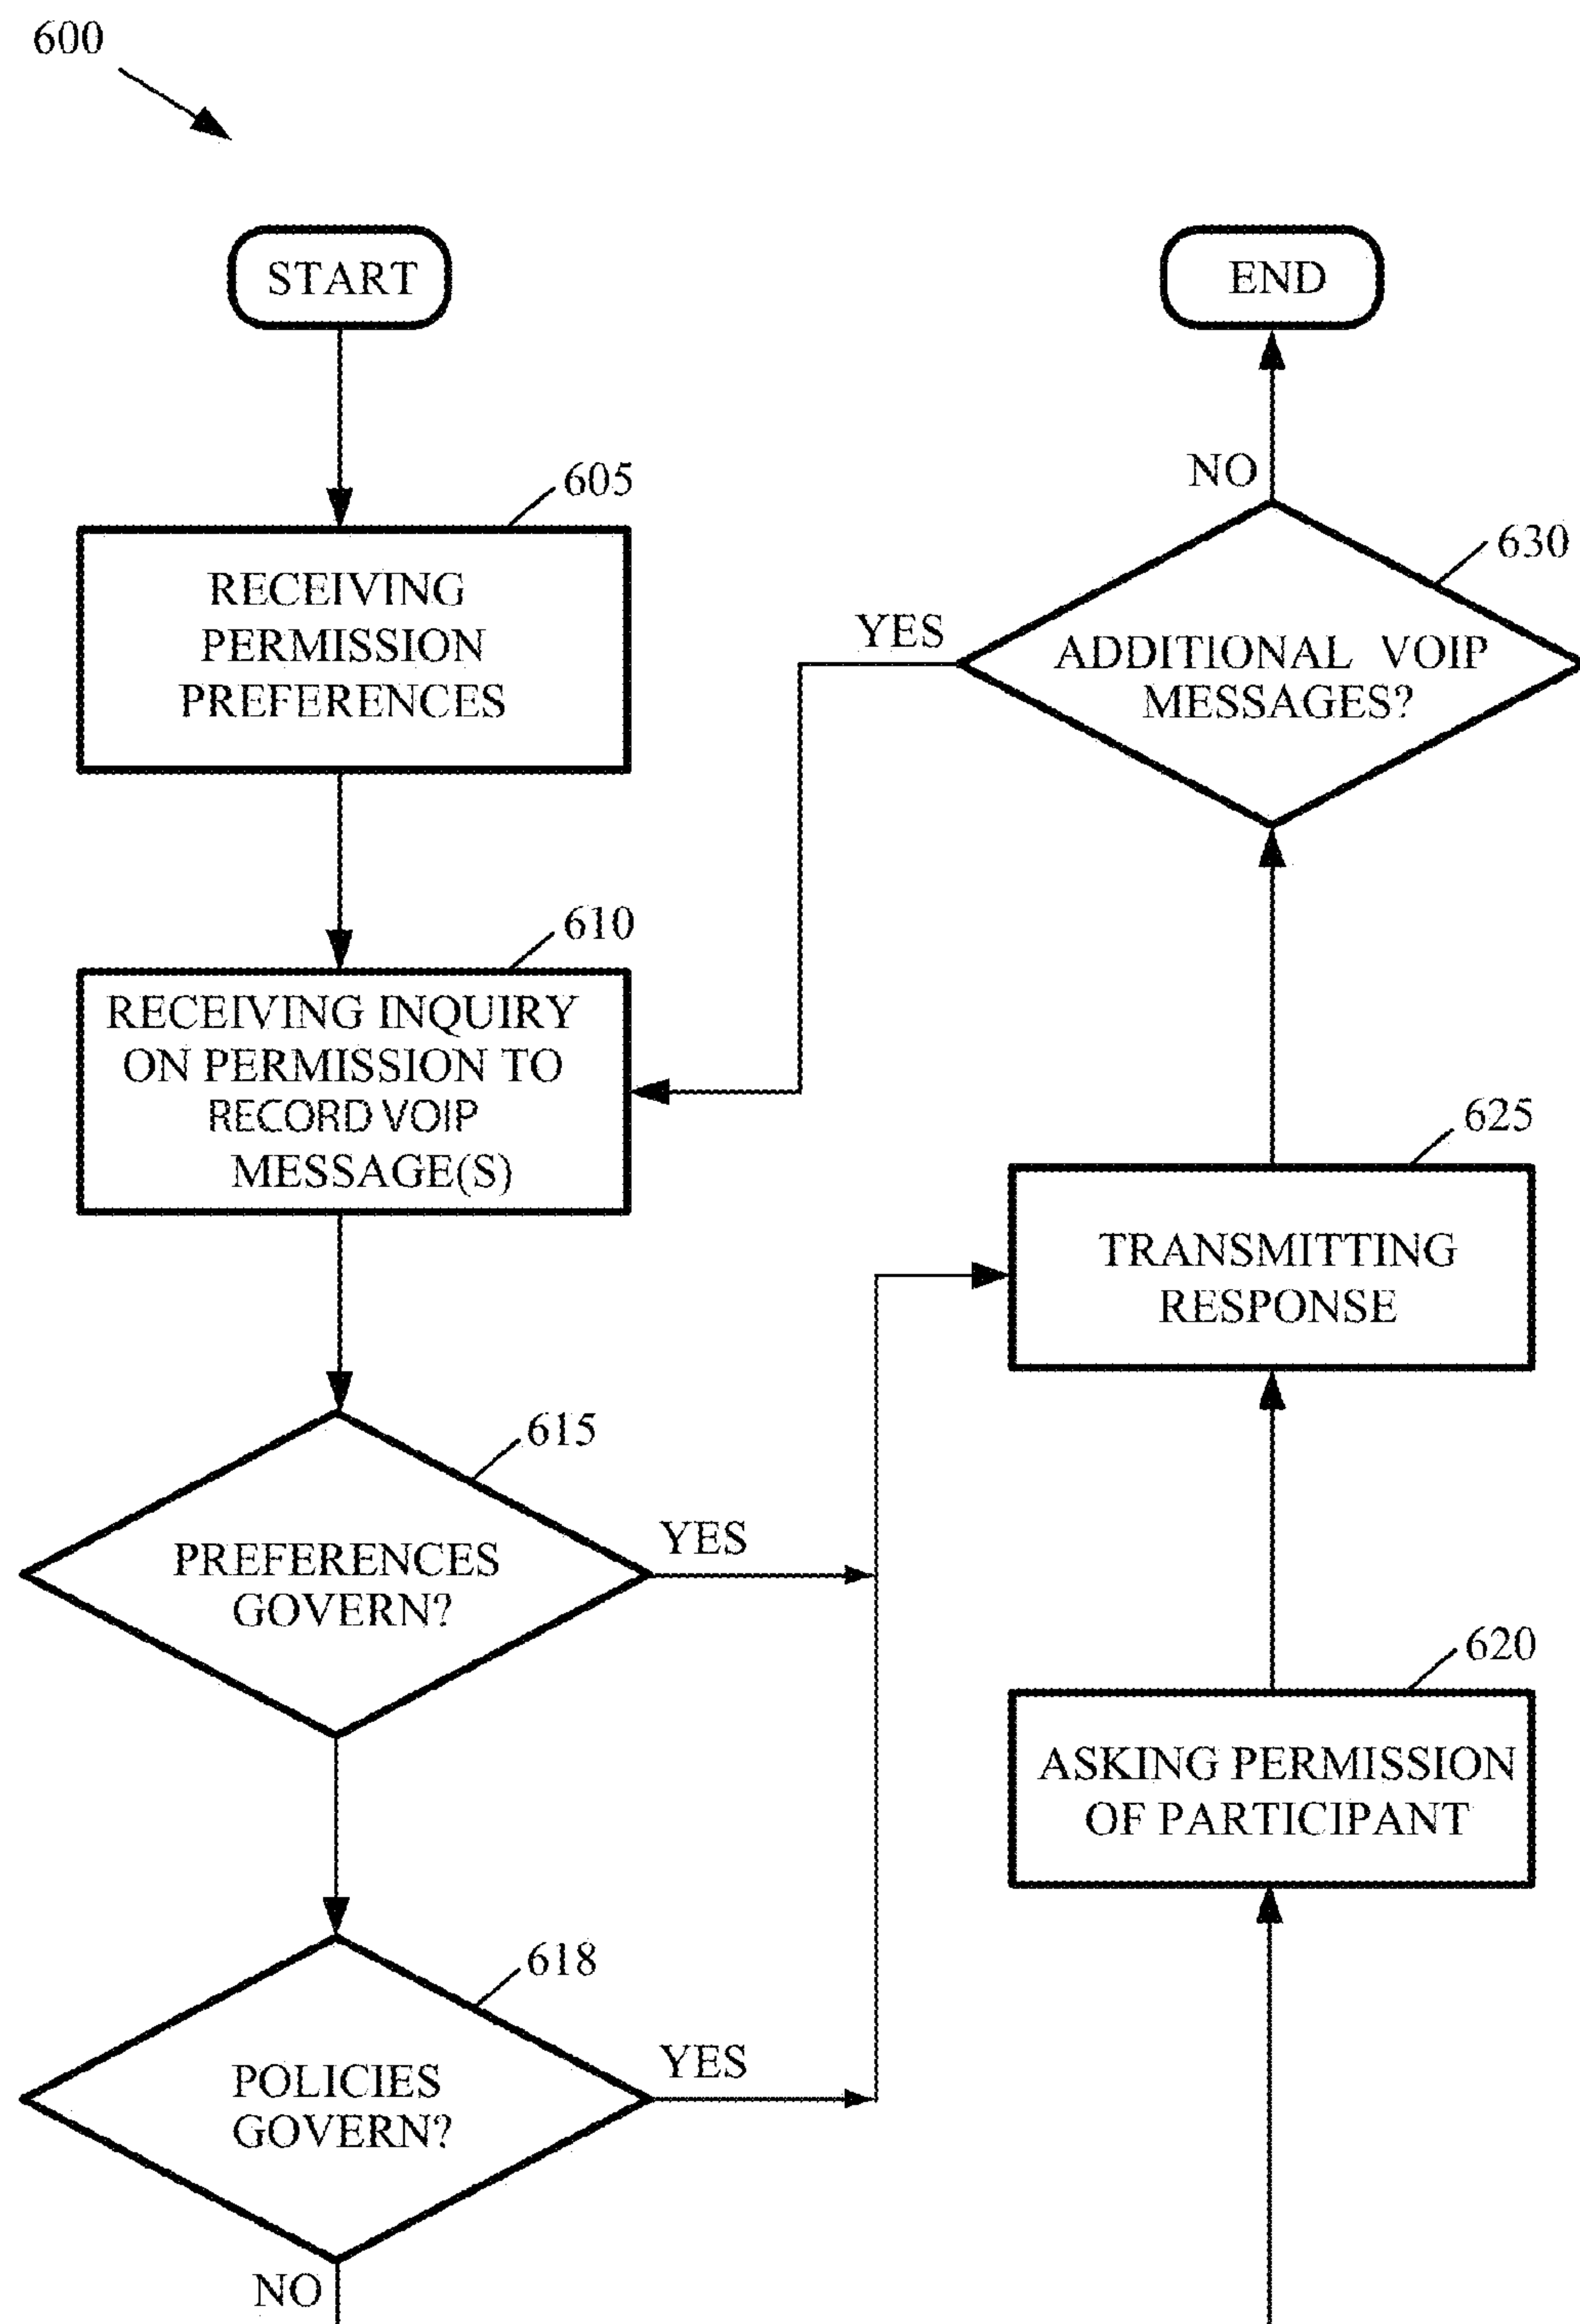 600
START
605
RECEIVING
PERMISSION
PREFERENCES
610
RECEIVING INQUIRY
ON PERMISSION TO
RECORD VOIP
MESSAGE(S)
615
PREFERENCES
GOVERN?
YES
618
POLICIES
GOVERN?
YES
NO
620
ASKING PERMISSION
OF PARTICIPANT
625
TRANSMITTING
RESPONSE
630
ADDITIONAL VOIP
MESSAGES?
YES
NO
END